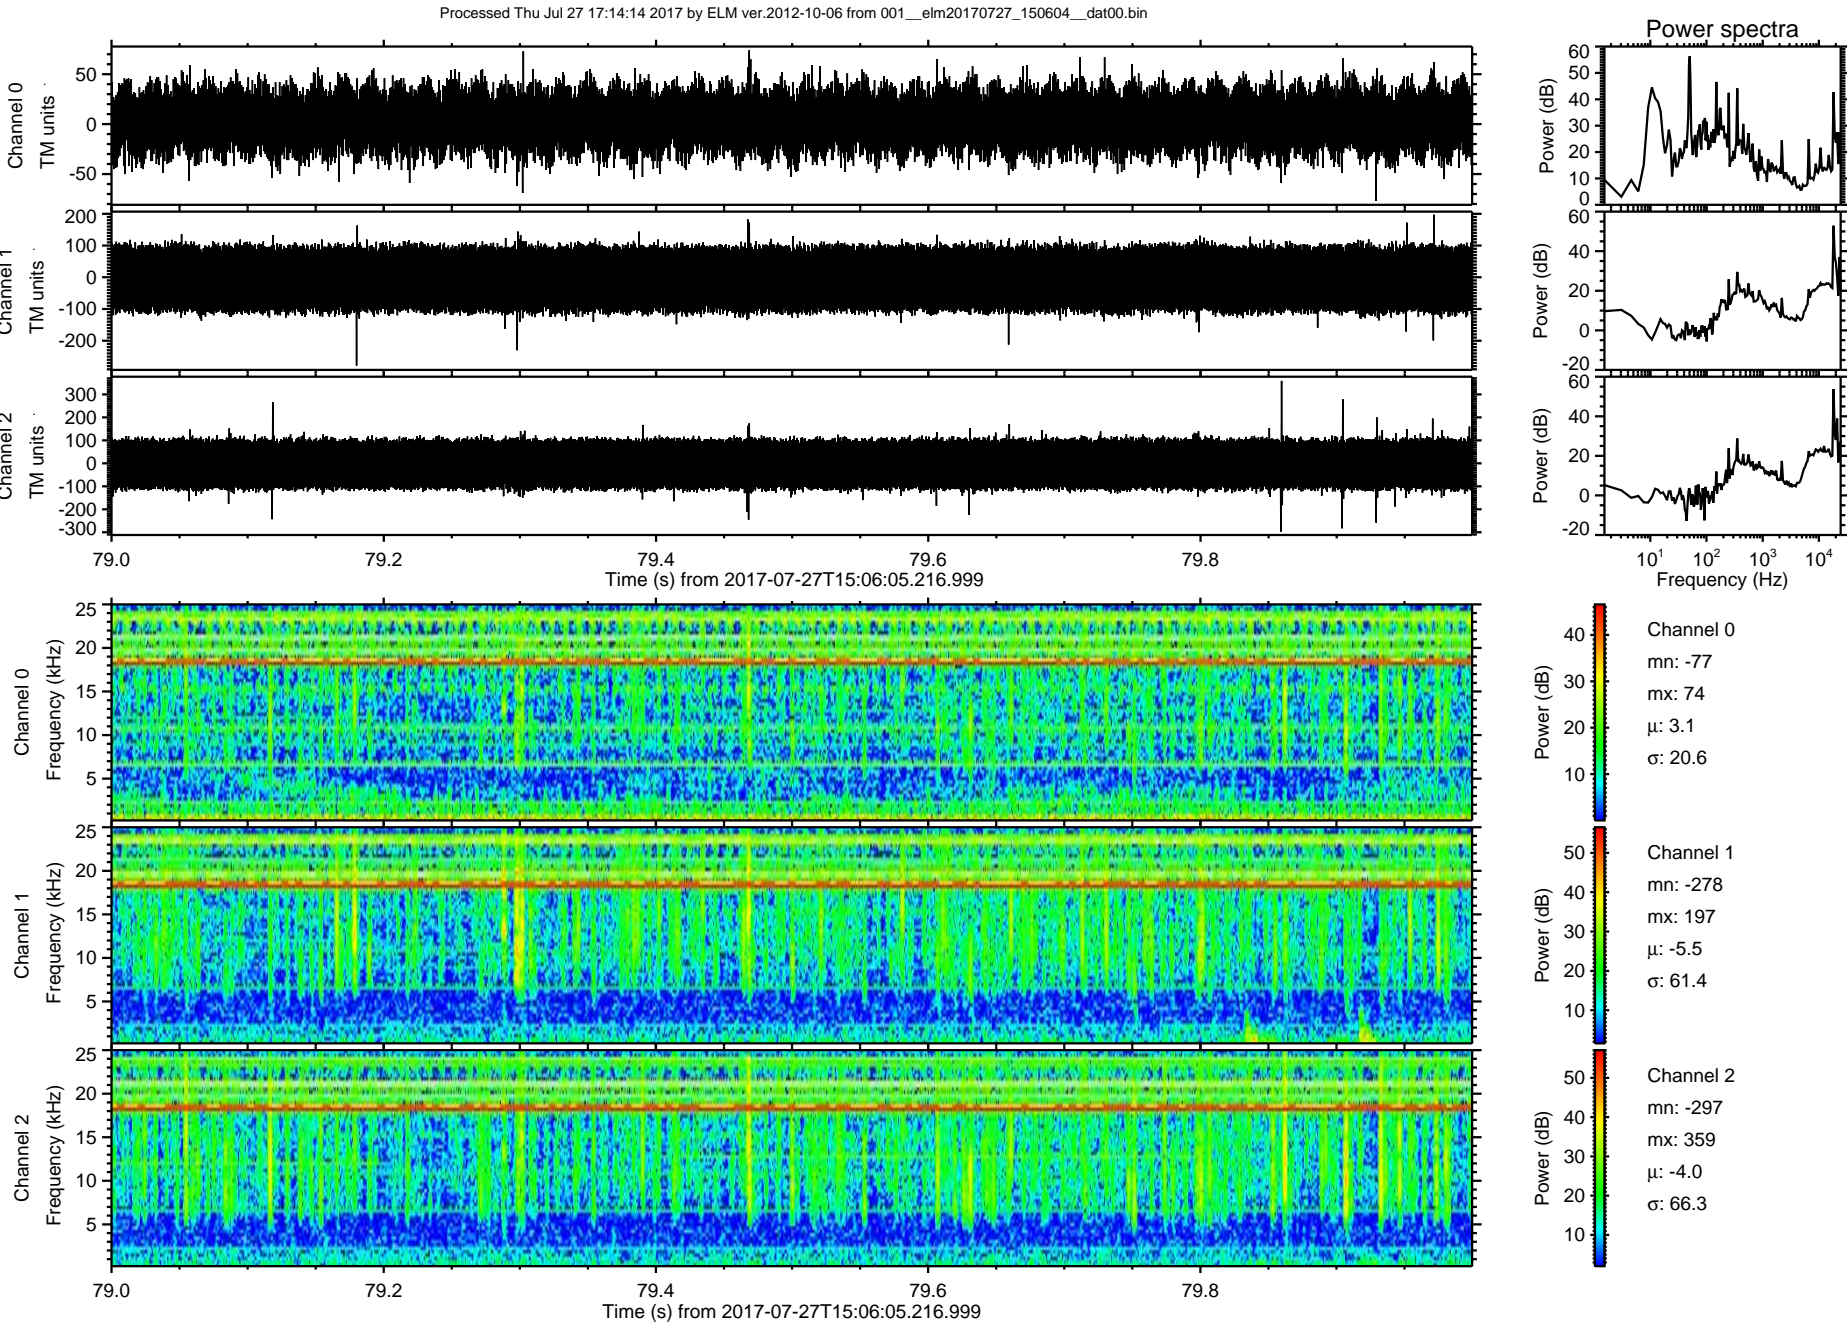 Processed Thu Jul 27 17:14:14 2017 by ELM ver.2012-10-06 from 001__elm20170727_150604__dat00.bin
Power spectra
Channel 0
TM units
50
0
-50
Power (dB)
60
50
40
30
20
10
0
Channel 1
TM units
200
100
0
-100
-200
Power (dB)
60
40
20
0
-20
Channel 2
TM units
300
200
100
0
-100
-200
-300
Power (dB)
60
40
20
0
-20
79.0 79.2 79.4 79.6 79.8
Time (s) from 2017-07-27T15:06:05.216.999
10^1 10^2 10^3 10^4
Frequency (Hz)
Channel 0
Frequency (kHz)
25
20
15
10
5
Power (dB)
40
30
20
10
Channel 0
mn: -77
mx: 74
μ: 3.1
σ: 20.6
Channel 1
Frequency (kHz)
25
20
15
10
5
Power (dB)
50
40
30
20
10
Channel 1
mn: -278
mx: 197
μ: -5.5
σ: 61.4
Channel 2
Frequency (kHz)
25
20
15
10
5
Power (dB)
50
40
30
20
10
Channel 2
mn: -297
mx: 359
μ: -4.0
σ: 66.3
79.0 79.2 79.4 79.6 79.8
Time (s) from 2017-07-27T15:06:05.216.999